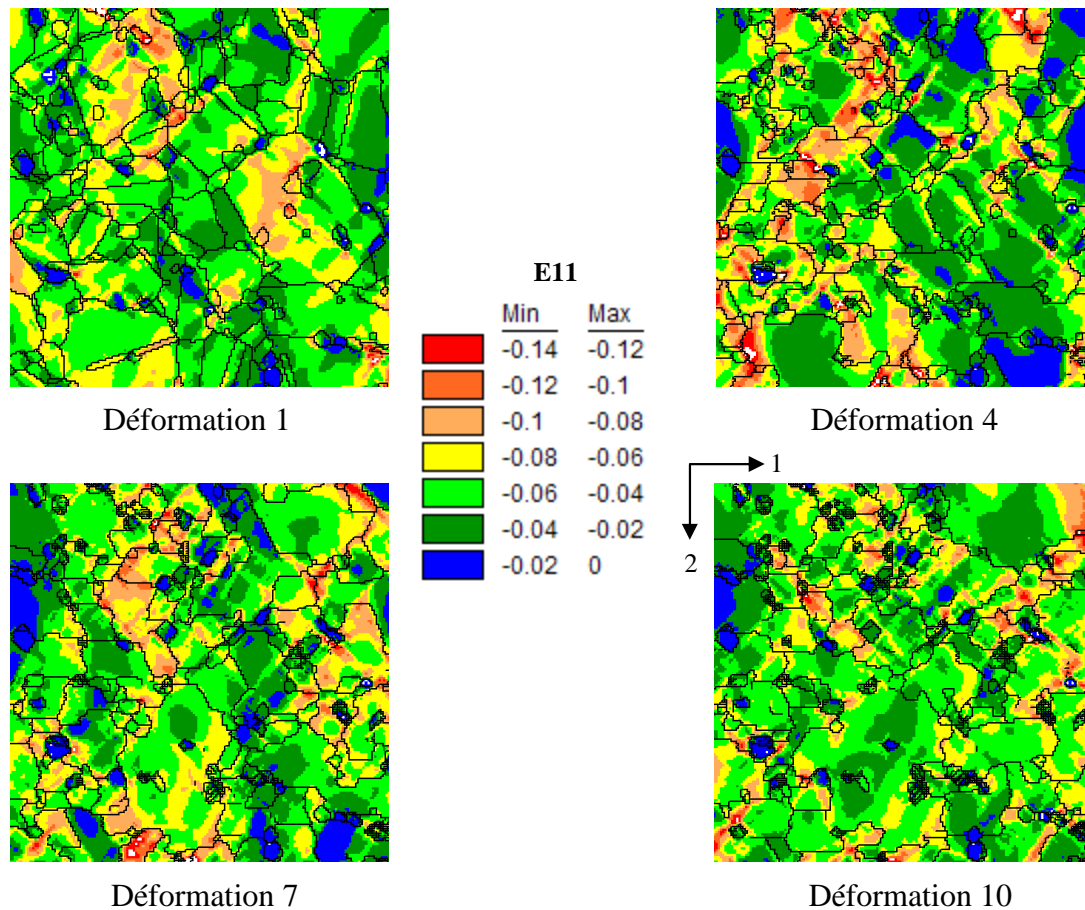 Déformation 1
Déformation 4
E11
Min Max
-0.14 -0.12
-0.12 -0.1
-0.1 -0.08
-0.08 -0.06
-0.06 -0.04
-0.04 -0.02
-0.02 0
1
2
Déformation 7
Déformation 10